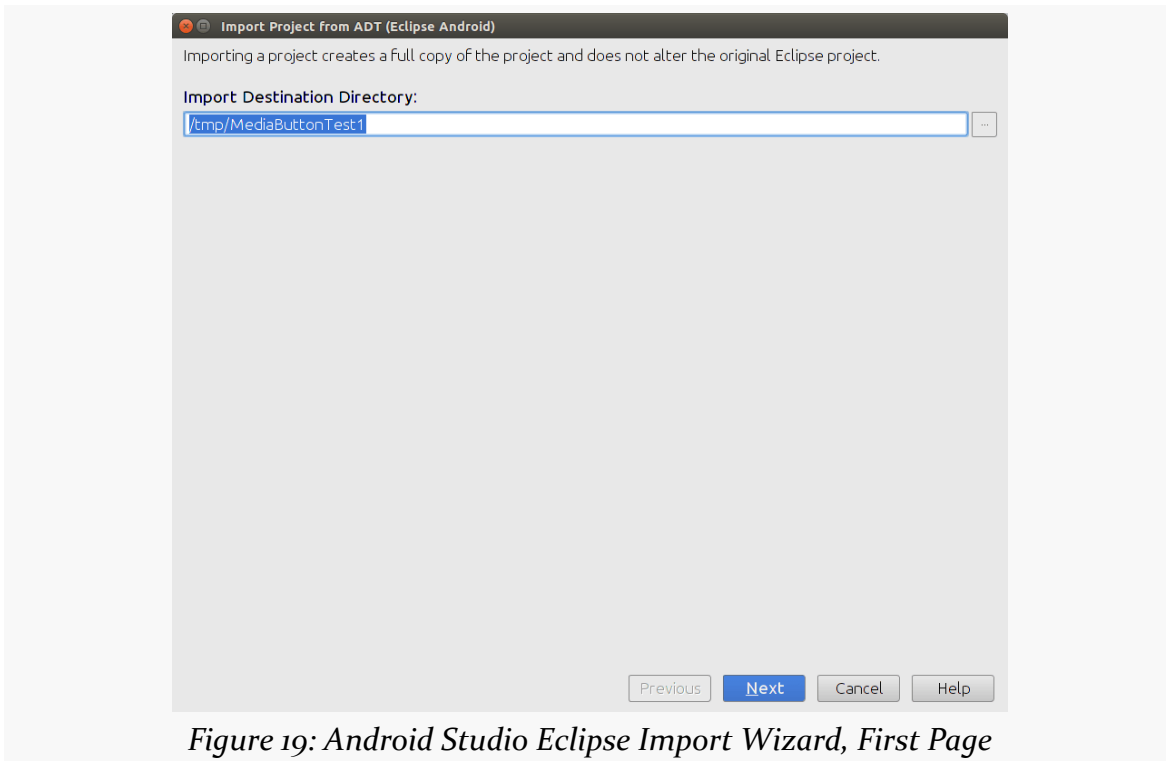 Import Project from ADT (Eclipse Android)
Importing a project creates a full copy of the project and does not alter the original Eclipse project.
Import Destination Directory:
/tmp/MediaButtonTest1
...
Previous Next Cancel Help
Figure 19: Android Studio Eclipse Import Wizard, First Page